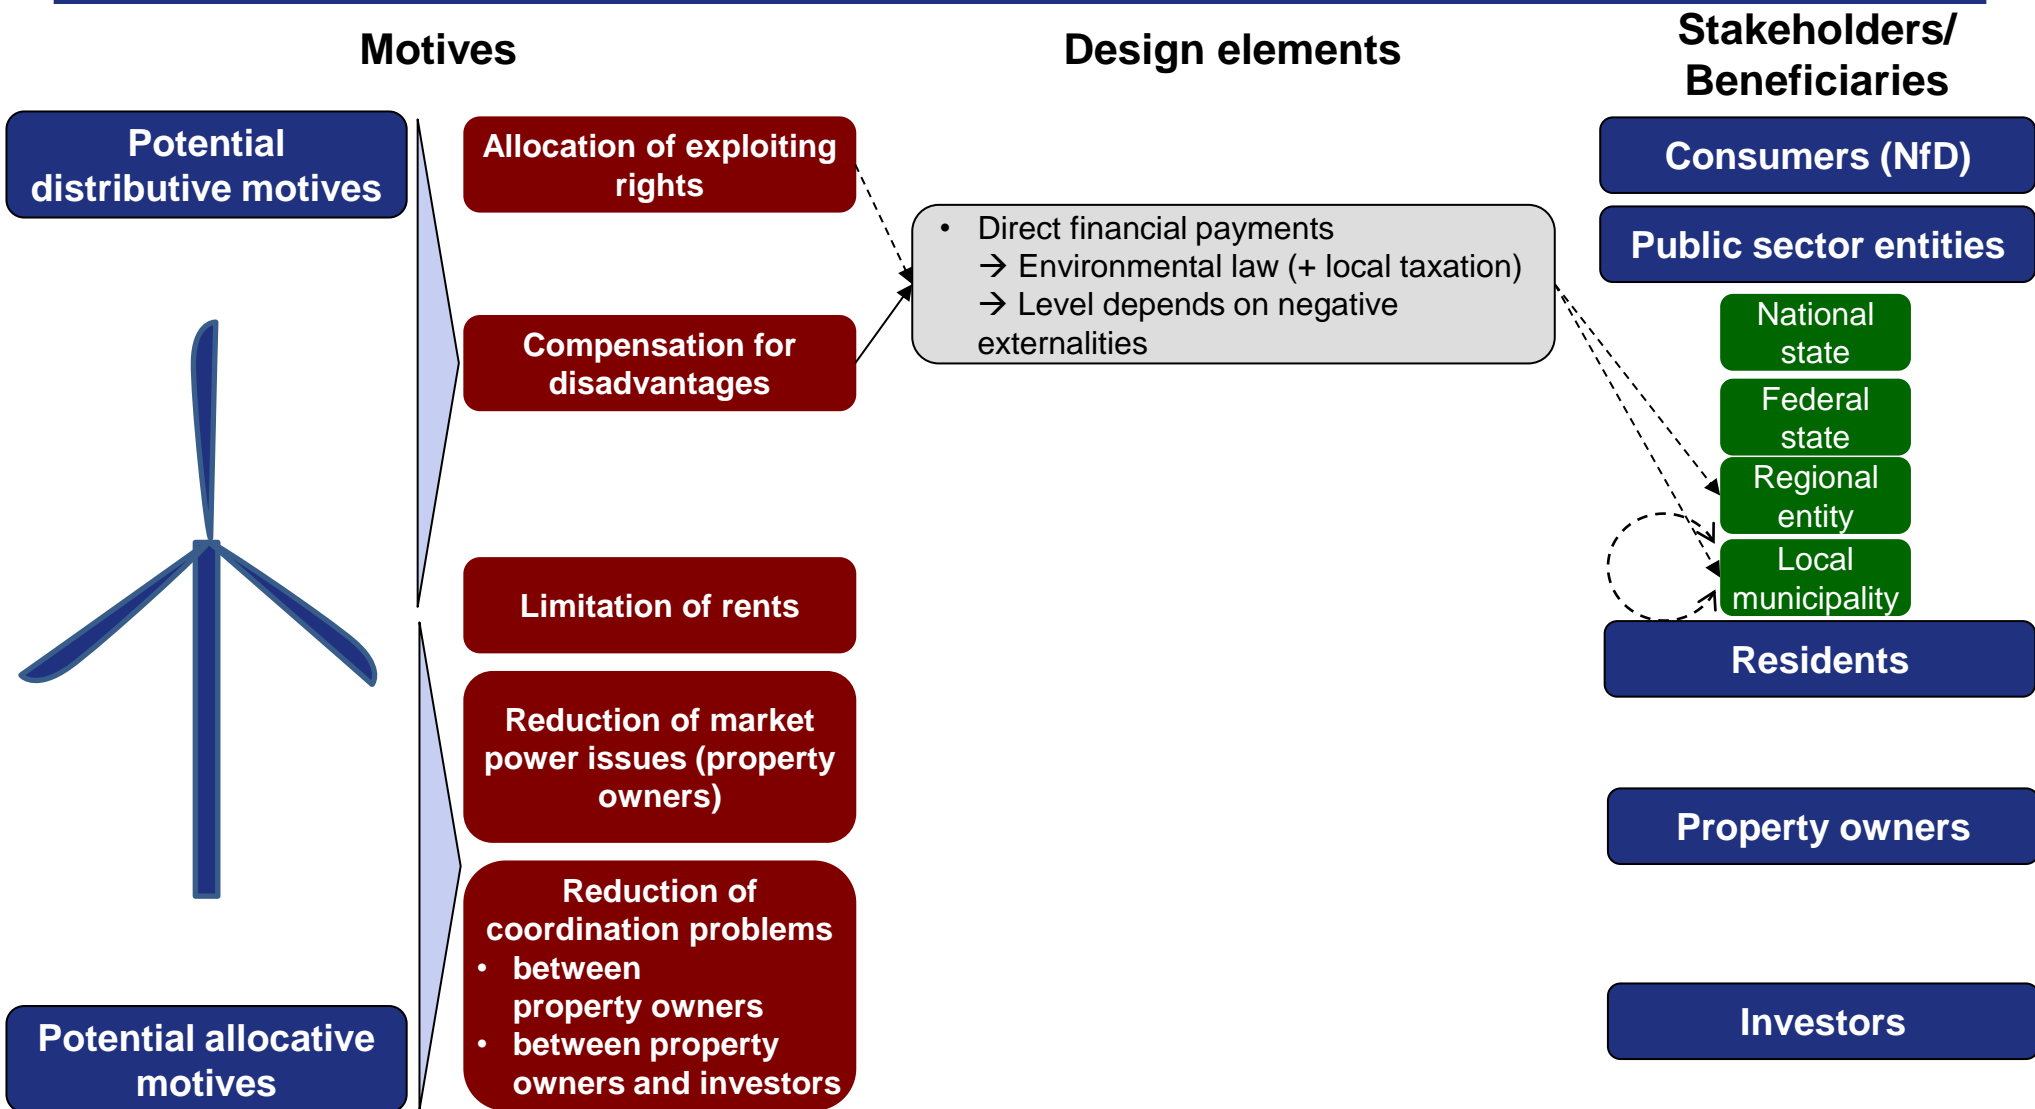 Motives
Design elements
Stakeholders/
Beneficiaries
Potential
distributive motives
Allocation of exploiting
rights
Compensation for
disadvantages
Limitation of rents
Reduction of market
power issues (property
owners)
Reduction of
coordination problems
• between
property owners
• between property
owners and investors
Potential allocative
motives
• Direct financial payments
→ Environmental law (+ local taxation)
→ Level depends on negative
externalities
Consumers (NfD)
Public sector entities
National
state
Federal
state
Regional
entity
Local
municipality
Residents
Property owners
Investors